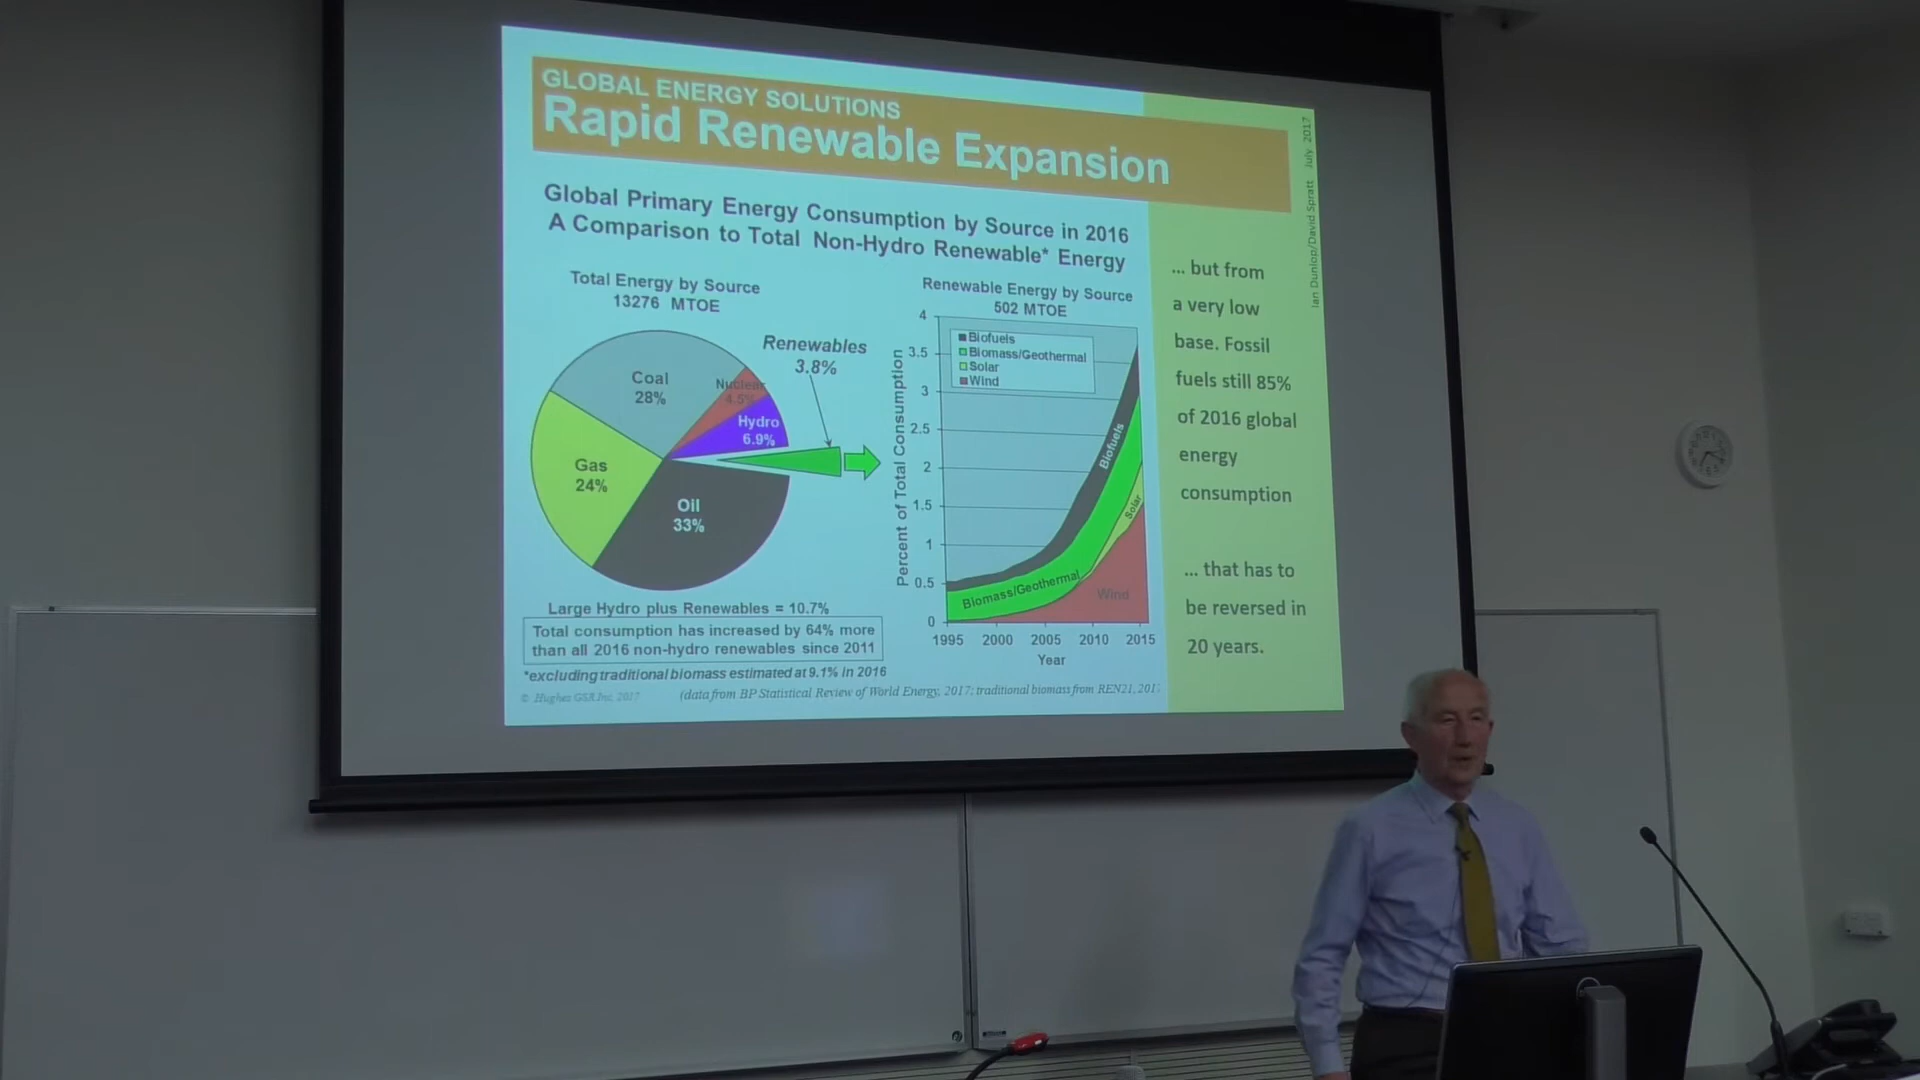 GLOBAL ENERGY SOLUTIONS
Rapid Renewable Expansion
Ian Dunlop/David Spratt July 2017
Global Primary Energy Consumption by Source in 2016
A Comparison to Total Non-Hydro Renewable* Energy
Total Energy by Source
13276 MTOE
Coal
28%
Nuclear
4.5%
Hydro
6.9%
Renewables
3.8%
Gas
24%
Oil
33%
Large Hydro plus Renewables = 10.7%
Total consumption has increased by 64% more
than all 2016 non-hydro renewables since 2011
*excluding traditional biomass estimated at 9.1% in 2016
© Hughes GSR Inc, 2017
(data from BP Statistical Review of World Energy, 2017; traditional biomass from REN21, 201
Renewable Energy by Source
502 MTOE
Percent of Total Consumption
4
3.5
3
2.5
2
1.5
1
0.5
0
Biofuels
Biomass/Geothermal
Solar
Wind
Biofuels
Solar
Biomass/Geothermal
Wind
1995 2000 2005 2010 2015
Year
... but from
a very low
base. Fossil
fuels still 85%
of 2016 global
energy
consumption
... that has to
be reversed in
20 years.